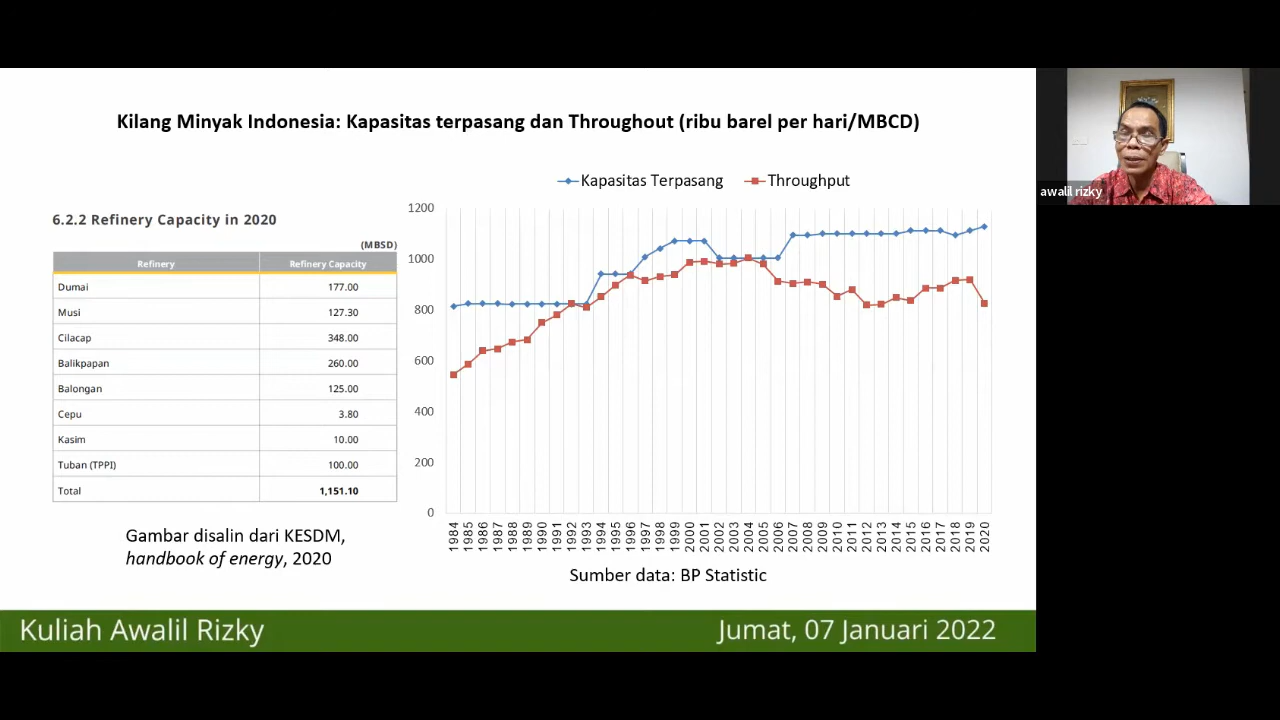 Kilang Minyak Indonesia: Kapasitas terpasang dan Throughout (ribu barel per hari/MBCD)
awalil rizky
Kapasitas Terpasang Throughput
6.2.2 Refinery Capacity in 2020
(MBSD)
Refinery Refinery Capacity
Dumai 177.00
Musi 127.30
Cilacap 348.00
Balikpapan 260.00
Balongan 125.00
Cepu 3.80
Kasim 10.00
Tuban (TPPI) 100.00
Total 1,151.10
Gambar disalin dari KESDM,
handbook of energy, 2020
1200
1000
800
600
400
200
0
1984 1985 1986 1987 1988 1989 1990 1991 1992 1993 1994 1995 1996 1997 1998 1999 2000 2001 2002 2003 2004 2005 2006 2007 2008 2009 2010 2011 2012 2013 2014 2015 2016 2017 2018 2019 2020
Sumber data: BP Statistic
Kuliah Awalil Rizky
Jumat, 07 Januari 2022